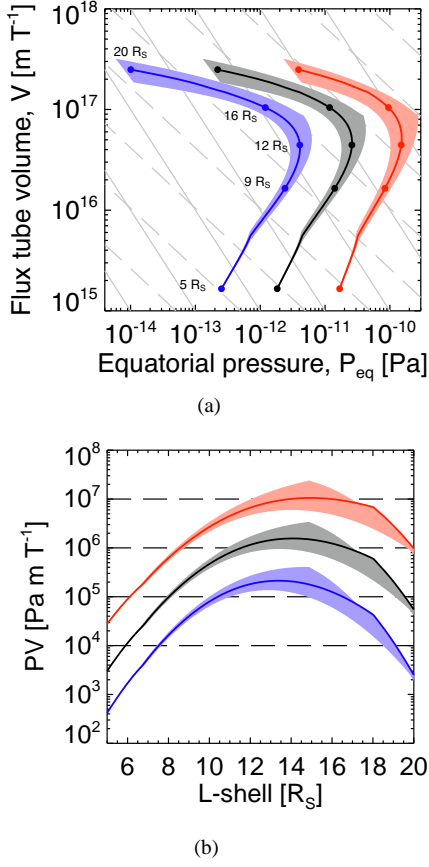 10^18
10^17
10^16
10^15
Flux tube volume, V [m T^-1]
20 R_S
16 R_S
12 R_S
9 R_S
5 R_S
10^-14 10^-13 10^-12 10^-11 10^-10
Equatorial pressure, P_eq [Pa]
(a)
10^8
10^7
10^6
10^5
10^4
10^3
10^2
PV [Pa m T^-1]
6 8 10 12 14 16 18 20
L-shell [R_S]
(b)